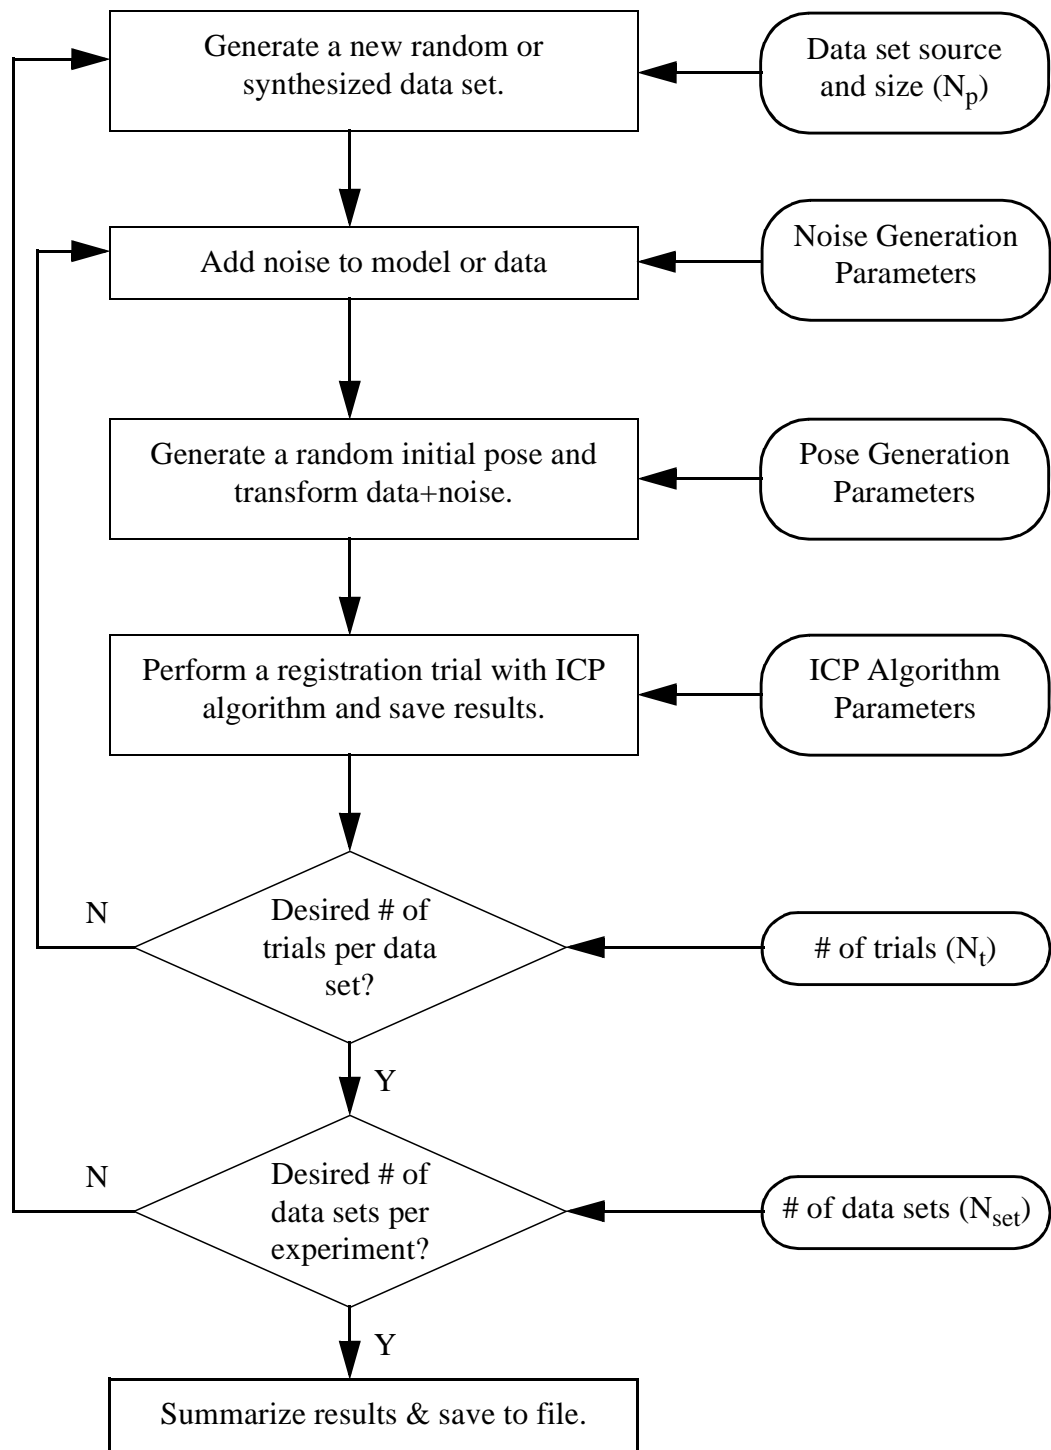 Generate a new random or
synthesized data set.
Data set source
and size (Np)
Add noise to model or data
Noise Generation
Parameters
Generate a random initial pose and
transform data+noise.
Pose Generation
Parameters
Perform a registration trial with ICP
algorithm and save results.
ICP Algorithm
Parameters
N
Desired # of
trials per data
set?
# of trials (Nt)
Y
N
Desired # of
data sets per
experiment?
# of data sets (Nset)
Y
Summarize results & save to file.